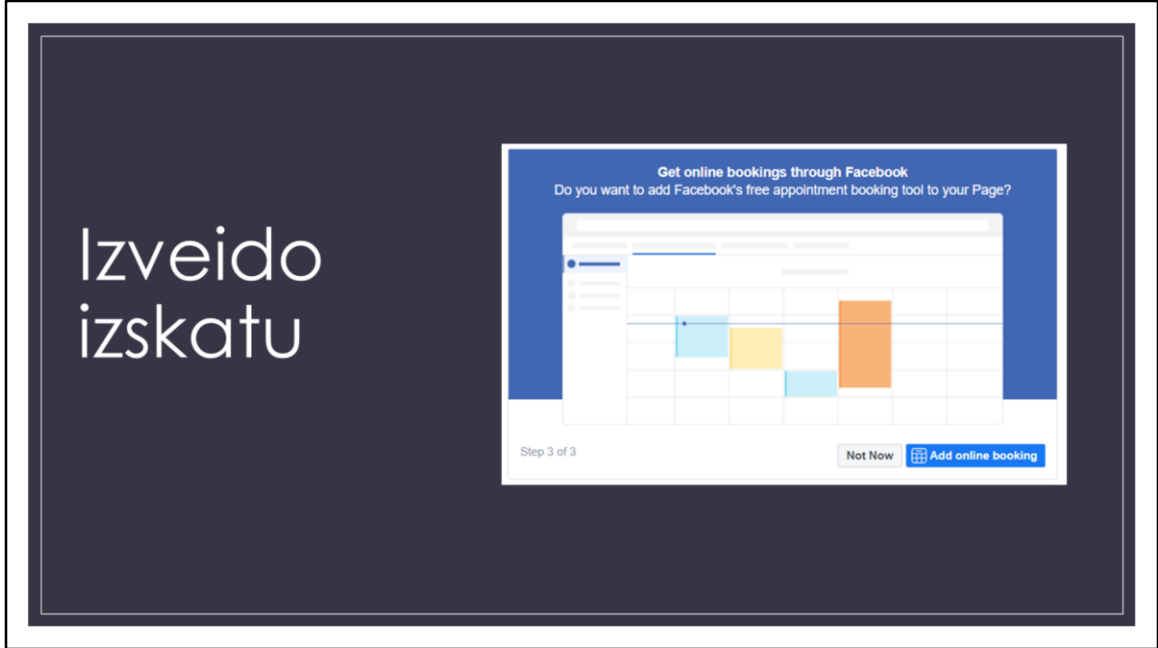 Izveido
izskatu
Get online bookings through Facebook
Do you want to add Facebook's free appointment booking tool to your Page?
Step 3 of 3
Not Now
Add online booking